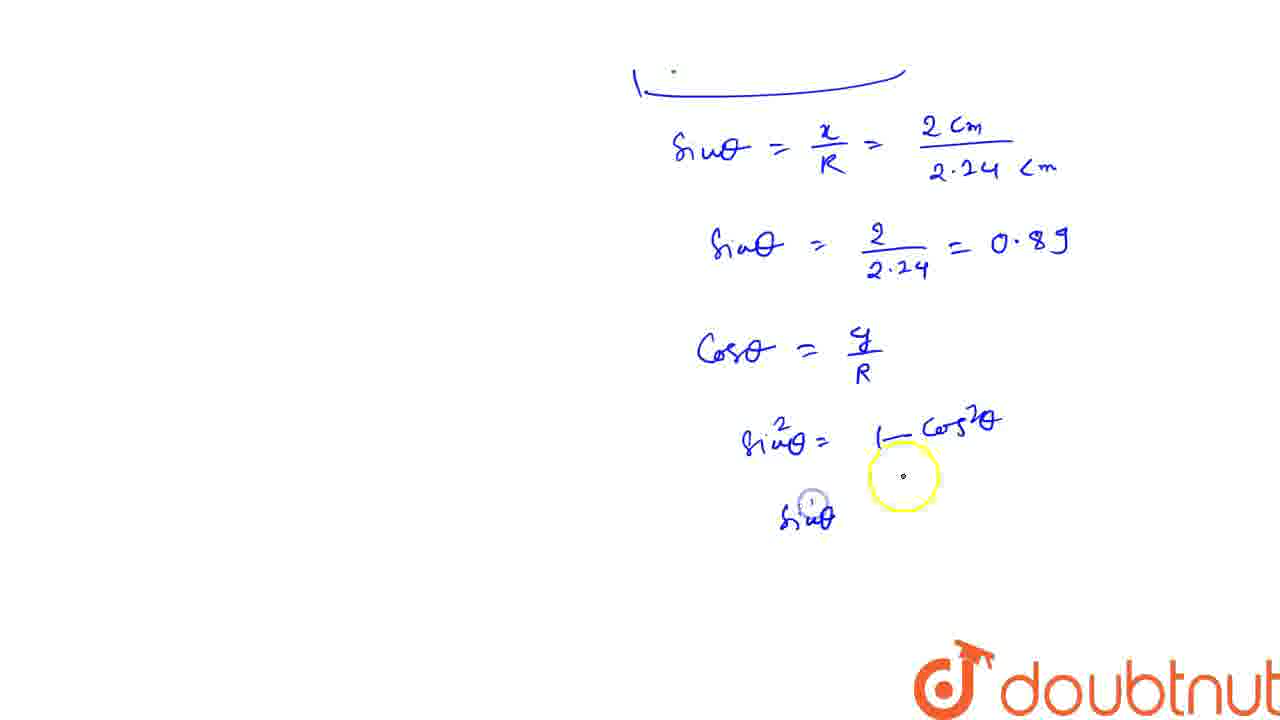 Sinθ = x/R = 2 Cm/2.24 Cm
Sinθ = 2/2.24 = 0.89
Cosθ = y/R
Sin²θ = 1 - Cos²θ
Sinθ
doubtnut